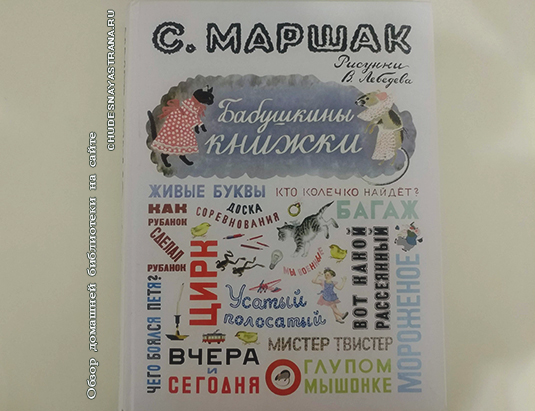 С. МАРШАК
Рисунки
В. Лебедева
Бабушкины
книжки
ЖИВЫЕ БУКВЫ
КТО КОЛЕЧКО НАЙДЁТ?
КАК
РУБАНОК
СДЕЛАЛ
РУБАНОК
ДОСКА
СОРЕВНОВАНИЯ
БАГАЖ
ЦИРК
МЫ ВОЕННЫЕ
Усатый
полосатый
ВОТ КАКОЙ
РАССЕЯННЫЙ
МОРОЖЕНОЕ
ЧЕГО БОЯЛСЯ ПЕТЯ?
ВЧЕРА
И
СЕГОДНЯ
МИСТЕР ТВИСТЕР
О ГЛУПОМ
МЫШОНКЕ
Обзор домашней библиотеки на сайте
CHUDESNAYASTRANA.RU